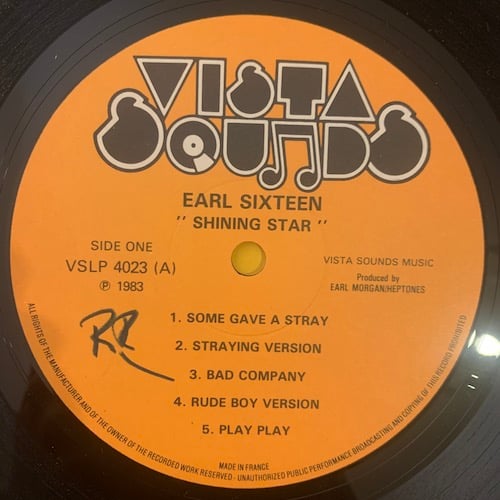 VISTA
SOUNDS
EARL SIXTEEN
" SHINING STAR "
SIDE ONE
VSLP 4023 (A)
℗ 1983
VISTA SOUNDS MUSIC
Produced by
EARL MORGAN/HEPTONES
RR
1. SOME GAVE A STRAY
2. STRAYING VERSION
3. BAD COMPANY
4. RUDE BOY VERSION
5. PLAY PLAY
MADE IN FRANCE
ALL RIGHTS OF THE MANUFACTURER AND OF THE OWNER OF THE RECORDED WORK RESERVED - UNAUTHORIZED PUBLIC PERFORMANCE BROADCASTING AND COPYING OF THIS RECORD PROHIBITED